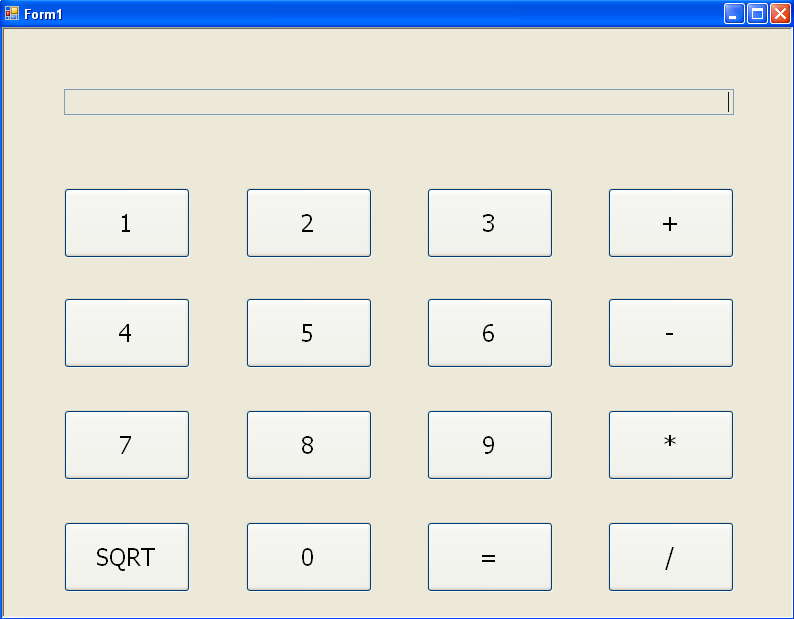 Form1
1 2 3 +
4 5 6 -
7 8 9 *
SQRT 0 = /